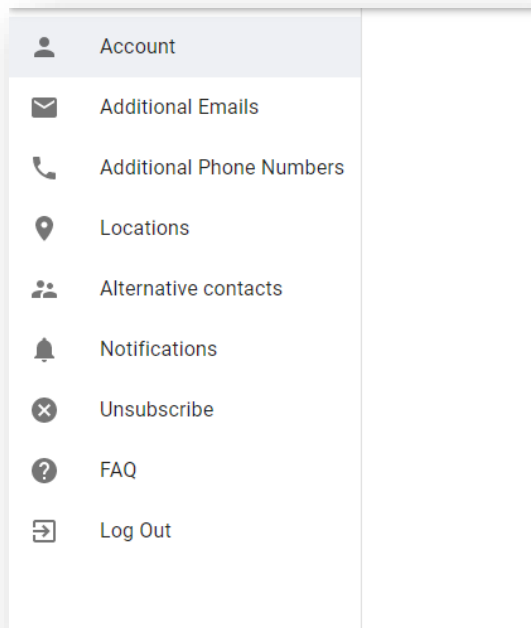 Account
Additional Emails
Additional Phone Numbers
Locations
Alternative contacts
Notifications
Unsubscribe
FAQ
Log Out